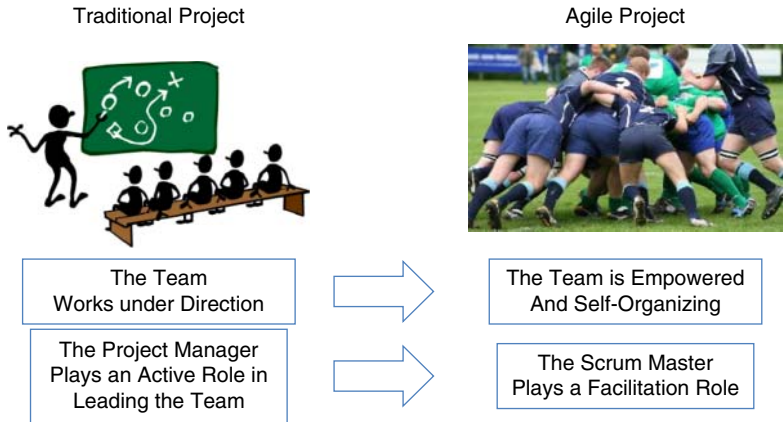 Traditional Project
Agile Project
The Team
Works under Direction
The Team is Empowered
And Self-Organizing
The Project Manager
Plays an Active Role in
Leading the Team
The Scrum Master
Plays a Facilitation Role